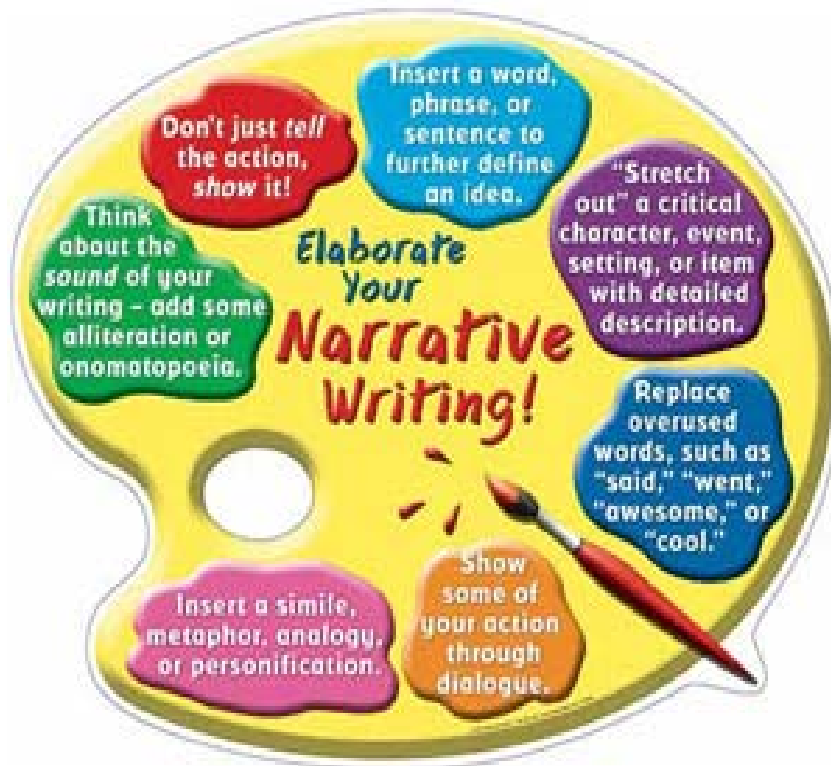 Elaborate
Your
Narrative
Writing!
Don't just tell
the action,
show it!
Insert a word,
phrase, or
sentence to
further define
an idea.
"Stretch
out" a critical
character, event,
setting, or item
with detailed
description.
Replace
overused
words, such as
"said," "went,"
"awesome," or
"cool."
Show
some of
your action
through
dialogue.
Insert a simile,
metaphor, analogy,
or personification.
Think
about the
sound of your
writing – add some
alliteration or
onomatopoeia.